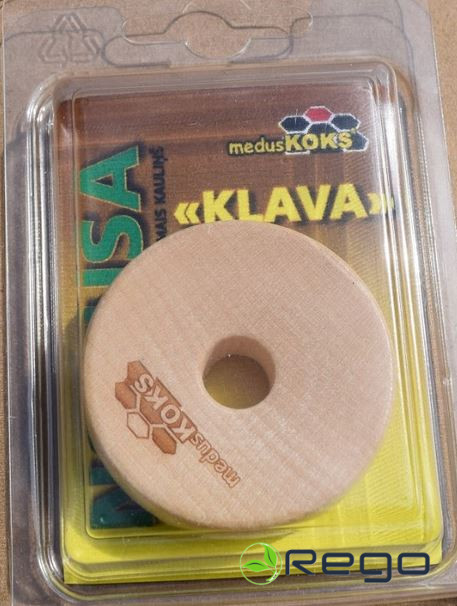 medusKOKS®
«KLAVA»
MAIS KAULIŅŠ
medusKOKS
Rego